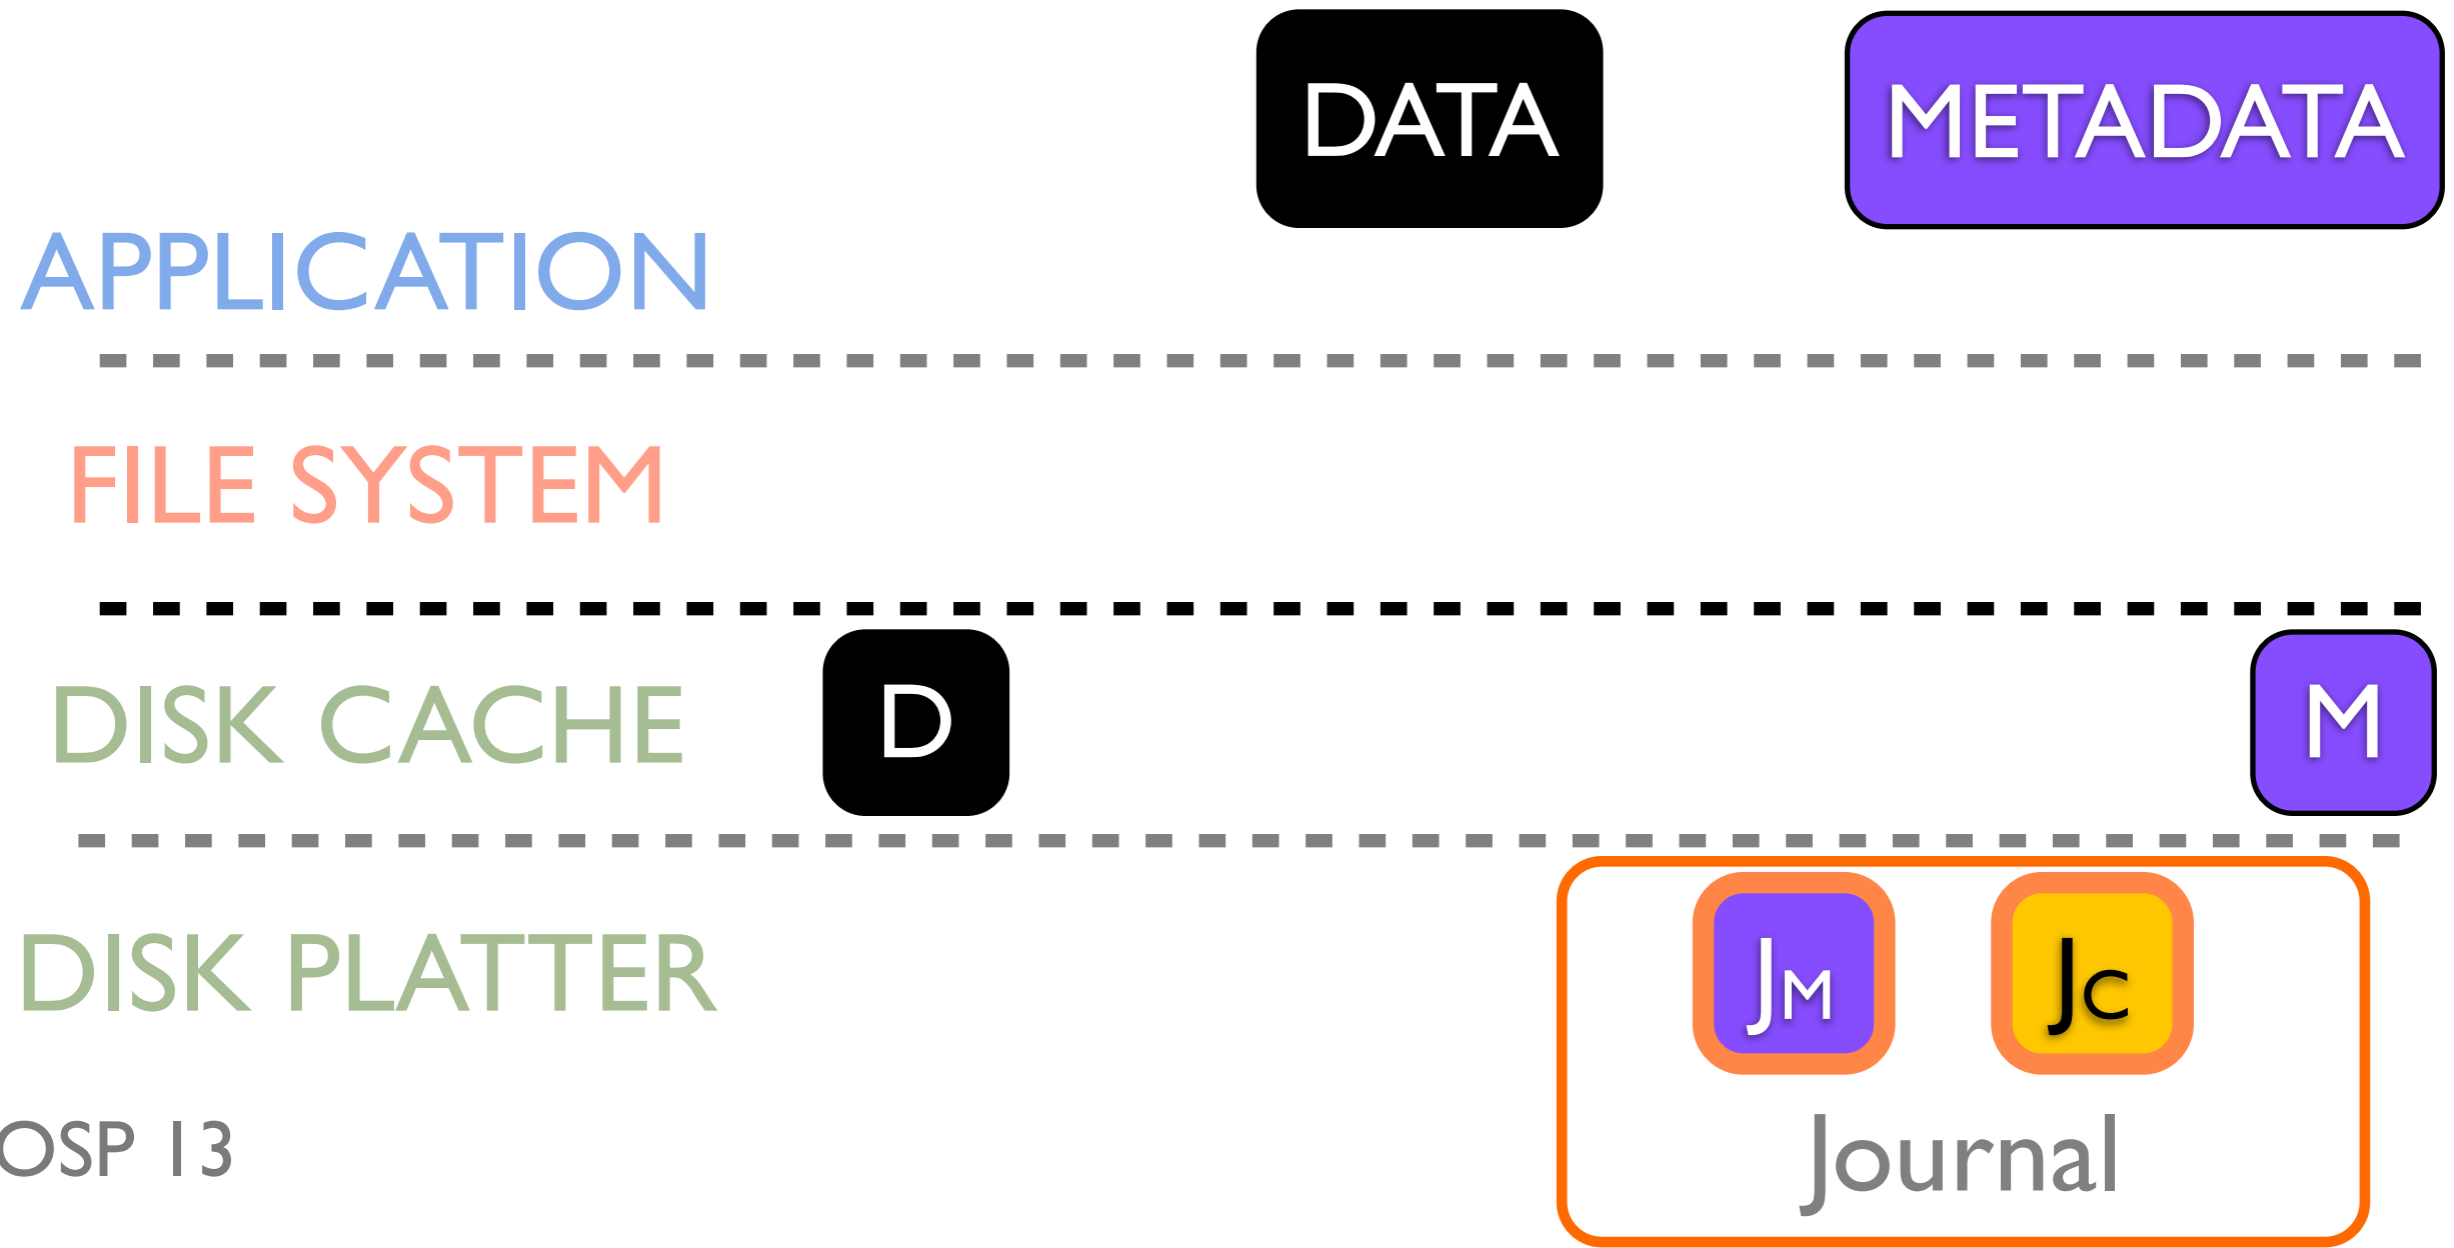 DATA METADATA
APPLICATION
FILE SYSTEM
DISK CACHE D M
DISK PLATTER JM JC
OSP 13 Journal